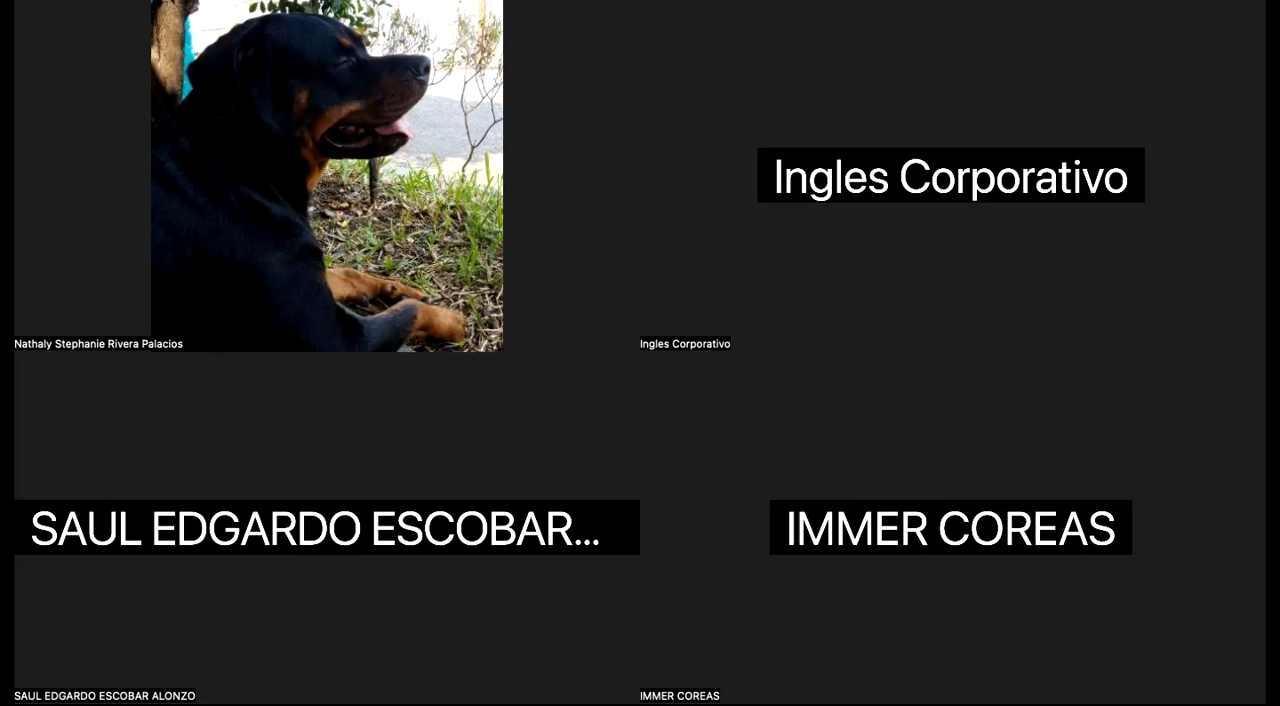 Ingles Corporativo
Nathaly Stephanie Rivera Palacios
Ingles Corporativo
SAUL EDGARDO ESCOBAR...
IMMER COREAS
SAUL EDGARDO ESCOBAR ALONZO
IMMER COREAS